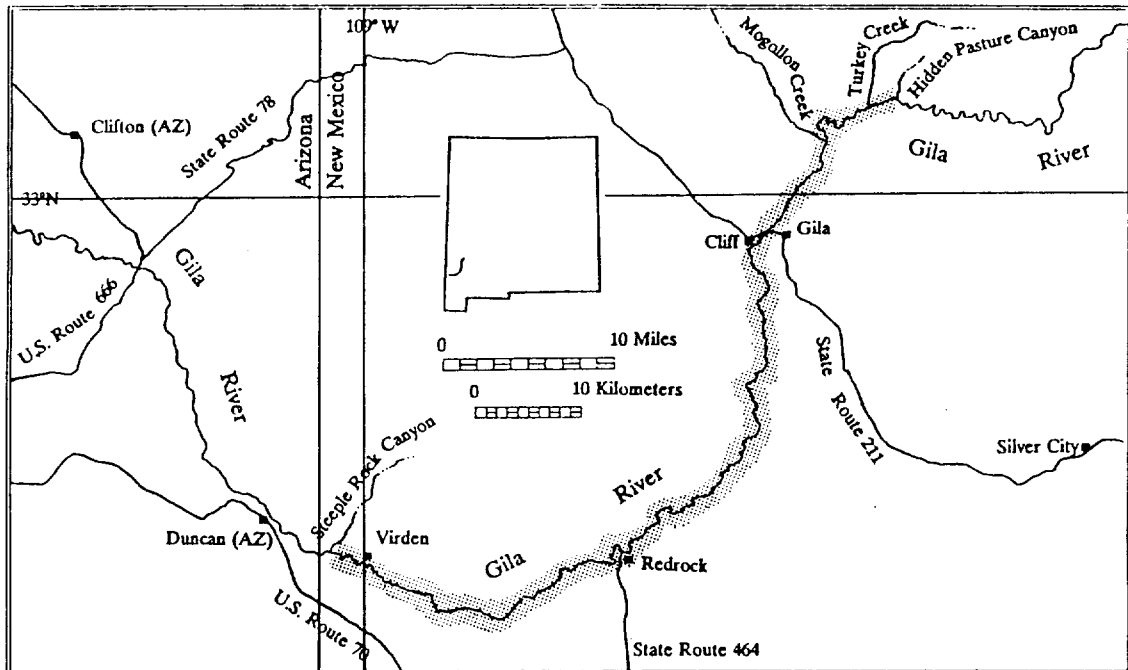 109° W
Mogollon Creek
Turkey Creek
Hidden Pasture Canyon
Clifton (AZ)
State Route 78
Arizona
New Mexico
Gila River
33°N
Cliff
Gila
Gila River
U.S. Route 666
0 10 Miles
0 10 Kilometers
State Route 211
Silver City
Steeple Rock Canyon
River
Duncan (AZ)
Virden
Gila
Redrock
U.S. Route 70
State Route 464